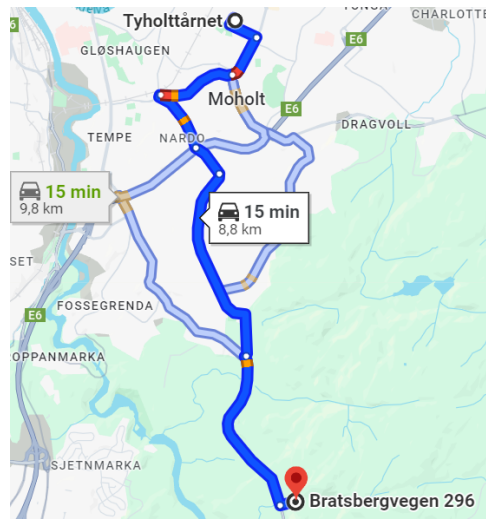 CHARLOTTE
Tyholttårnet
E6
GLØSHAUGEN
Moholt
E6
DRAGVOLL
TEMPE
NARDO
15 min
9,8 km
15 min
8,8 km
SET
FOSSEGRENDA
E6
OPPANMARKA
SJETNMARKA
Bratsbergvegen 296